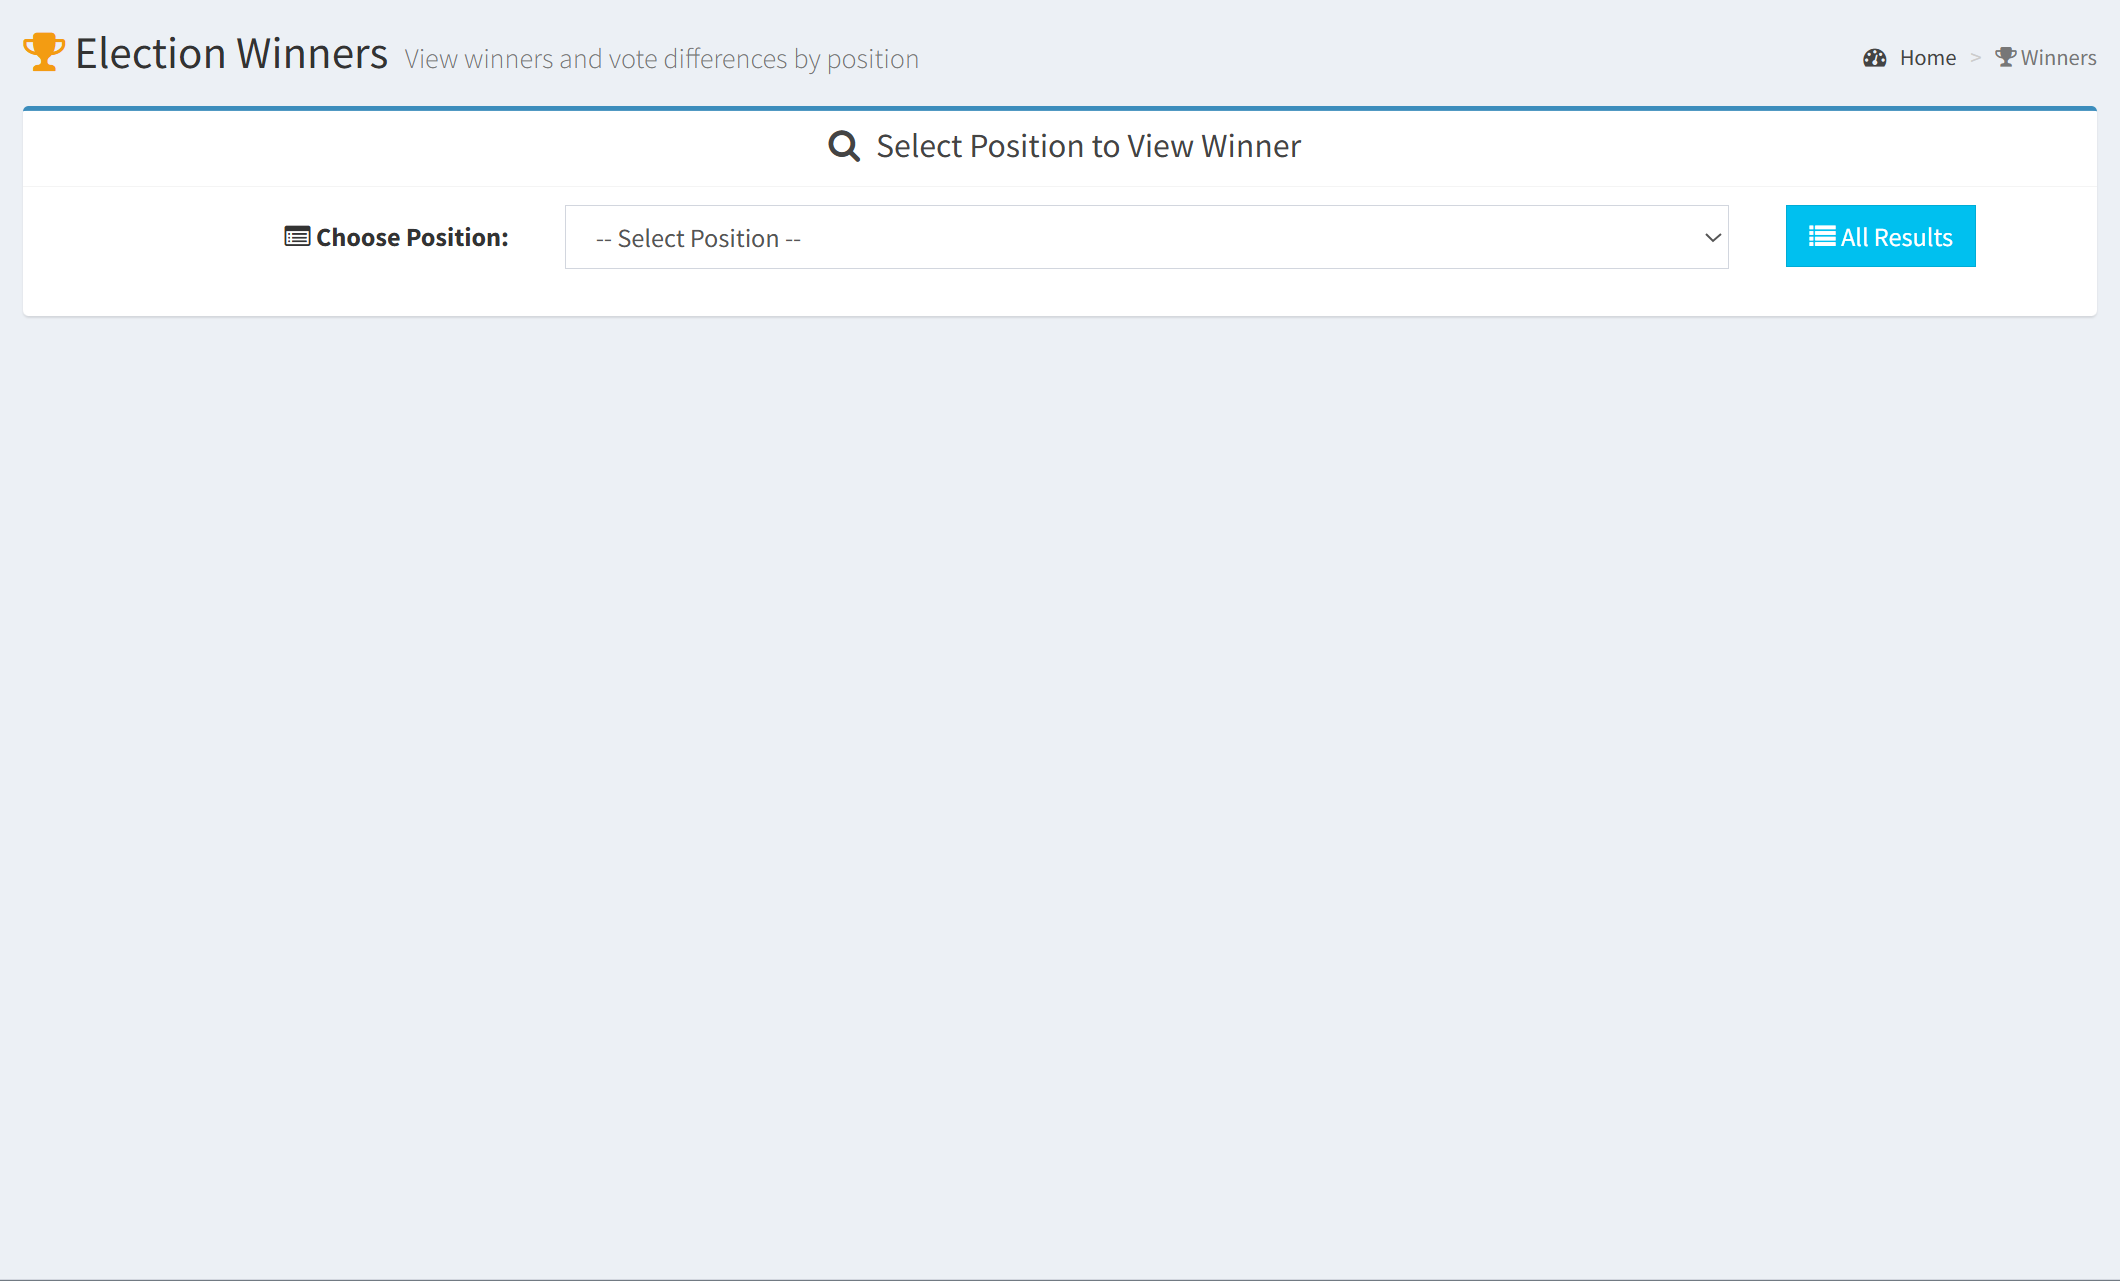 Election Winners View winners and vote differences by position
Home > Winners
Select Position to View Winner
Choose Position:
-- Select Position --
All Results